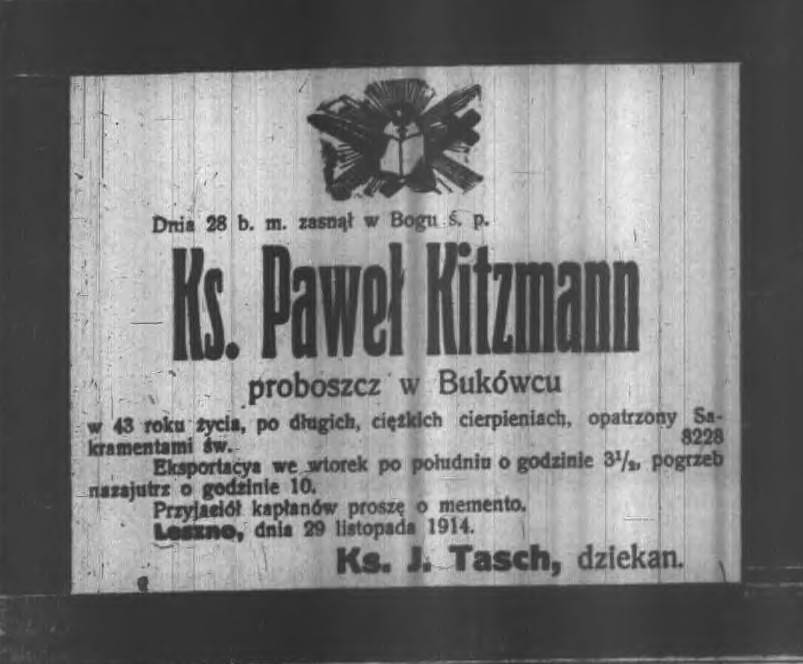 Dnia 28 b. m. zasnął w Bogu ś. p.
Ks. Paweł Kitzmann
proboszcz w Bukówcu
w 43 roku życia, po długich, ciężkich cierpieniach, opatrzony Sa-
kramentami św. 8228
Eksportacya we wtorek po południu o godzinie 3½, pogrzeb
nazajutrz o godzinie 10.
Przyjaciół kapłanów proszę o memento.
Leszno, dnia 29 listopada 1914.
Ks. J. Tasch, dziekan.